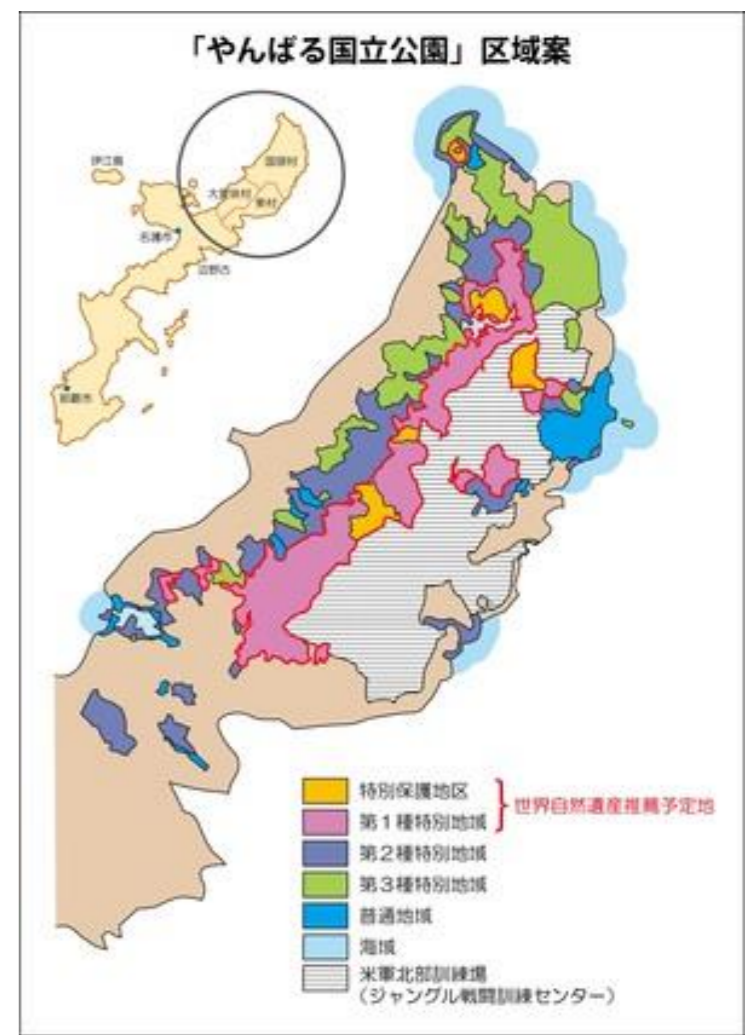 「やんばる国立公園」区域案
伊江島
国頭村
大宜味村
東村
名護市
辺野古
那覇市
特別保護地区
第1種特別地域
世界自然遺産推薦予定地
第2種特別地域
第3種特別地域
普通地域
海域
米軍北部訓練場
（ジャングル戦闘訓練センター）